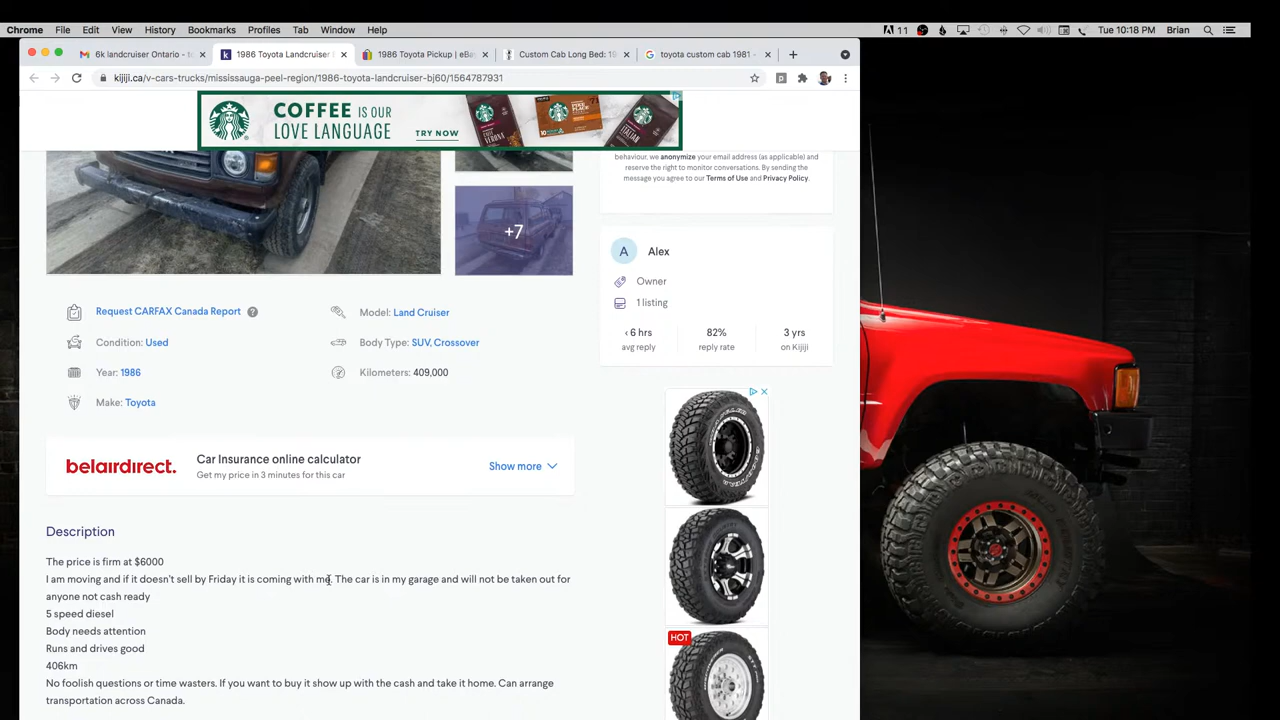 Chrome File Edit View History Bookmarks Profiles Tab Window Help 11 Tue 10:18 PM Brian
6k landcruiser Ontario - to
1986 Toyota Landcruiser
1986 Toyota Pickup | eBay
Custom Cab Long Bed: 19
toyota custom cab 1981 -
kijiji.ca/v-cars-trucks/mississauga-peel-region/1986-toyota-landcruiser-bj60/1564787931
COFFEE IS OUR
LOVE LANGUAGE
TRY NOW
behaviour, we anonymize your email address (as applicable) and
reserve the right to monitor conversations. By sending the
message you agree to our Terms of Use and Privacy Policy.
+7
A Alex
Owner
1 listing
< 6 hrs 82% 3 yrs
avg reply reply rate on Kijiji
Request CARFAX Canada Report ? Model: Land Cruiser
Condition: Used Body Type: SUV, Crossover
Year: 1986 Kilometers: 409,000
Make: Toyota
belairdirect.
Car Insurance online calculator
Get my price in 3 minutes for this car
Show more
Description
The price is firm at $6000
I am moving and if it doesn't sell by Friday it is coming with me. The car is in my garage and will not be taken out for
anyone not cash ready
5 speed diesel
Body needs attention
Runs and drives good
406km
No foolish questions or time wasters. If you want to buy it show up with the cash and take it home. Can arrange
transportation across Canada.
HOT